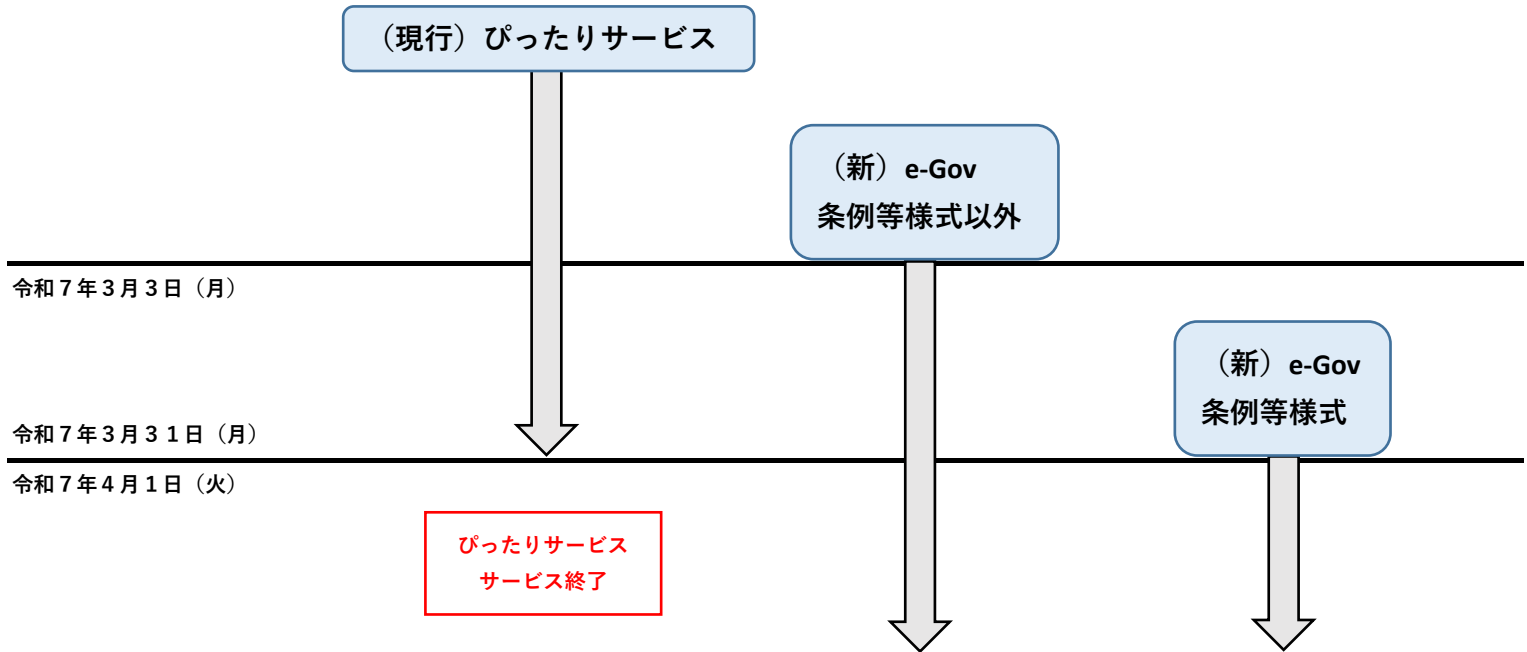 （現行）ぴったりサービス
（新）e-Gov
条例等様式以外
令和７年３月３日（月）
（新）e-Gov
条例等様式
令和７年３月３１日（月）
令和７年４月１日（火）
ぴったりサービス
サービス終了